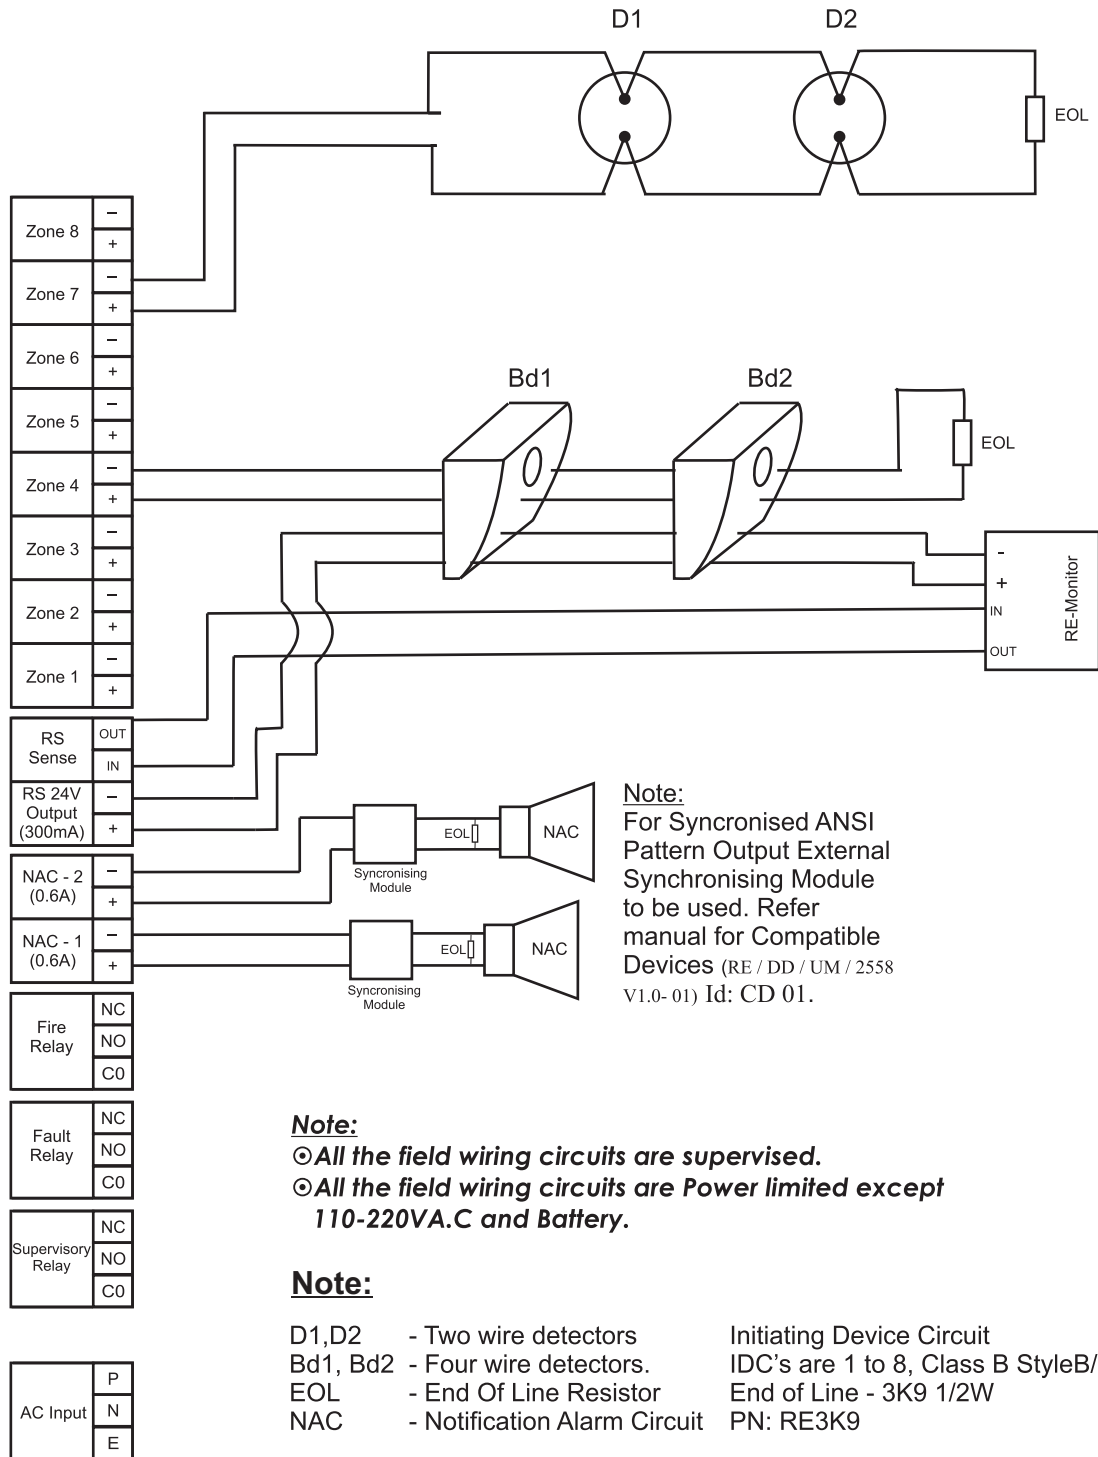 D1 D2
EOL
Zone 8 - +
Zone 7 - +
Zone 6 - +
Zone 5 - +
Zone 4 - +
Zone 3 - +
Zone 2 - +
Zone 1 - +
Bd1 Bd2
EOL
-
+
IN
OUT
RE-Monitor
RS
Sense
OUT
IN
RS 24V
Output
(300mA)
-
+
NAC - 2
(0.6A)
-
+
NAC - 1
(0.6A)
-
+
Syncronising
Module
EOL
NAC
Syncronising
Module
EOL
NAC
Note:
For Syncronised ANSI
Pattern Output External
Synchronising Module
to be used. Refer
manual for Compatible
Devices (RE / DD / UM / 2558
V1.0- 01) Id: CD 01.
Fire
Relay
NC
NO
C0
Fault
Relay
NC
NO
C0
Supervisory
Relay
NC
NO
C0
AC Input
P
N
E
Note:
⊙All the field wiring circuits are supervised.
⊙All the field wiring circuits are Power limited except
110-220VA.C and Battery.
Note:
D1,D2 - Two wire detectors
Bd1, Bd2 - Four wire detectors.
EOL - End Of Line Resistor
NAC - Notification Alarm Circuit
Initiating Device Circuit
IDC's are 1 to 8, Class B StyleB/
End of Line - 3K9 1/2W
PN: RE3K9